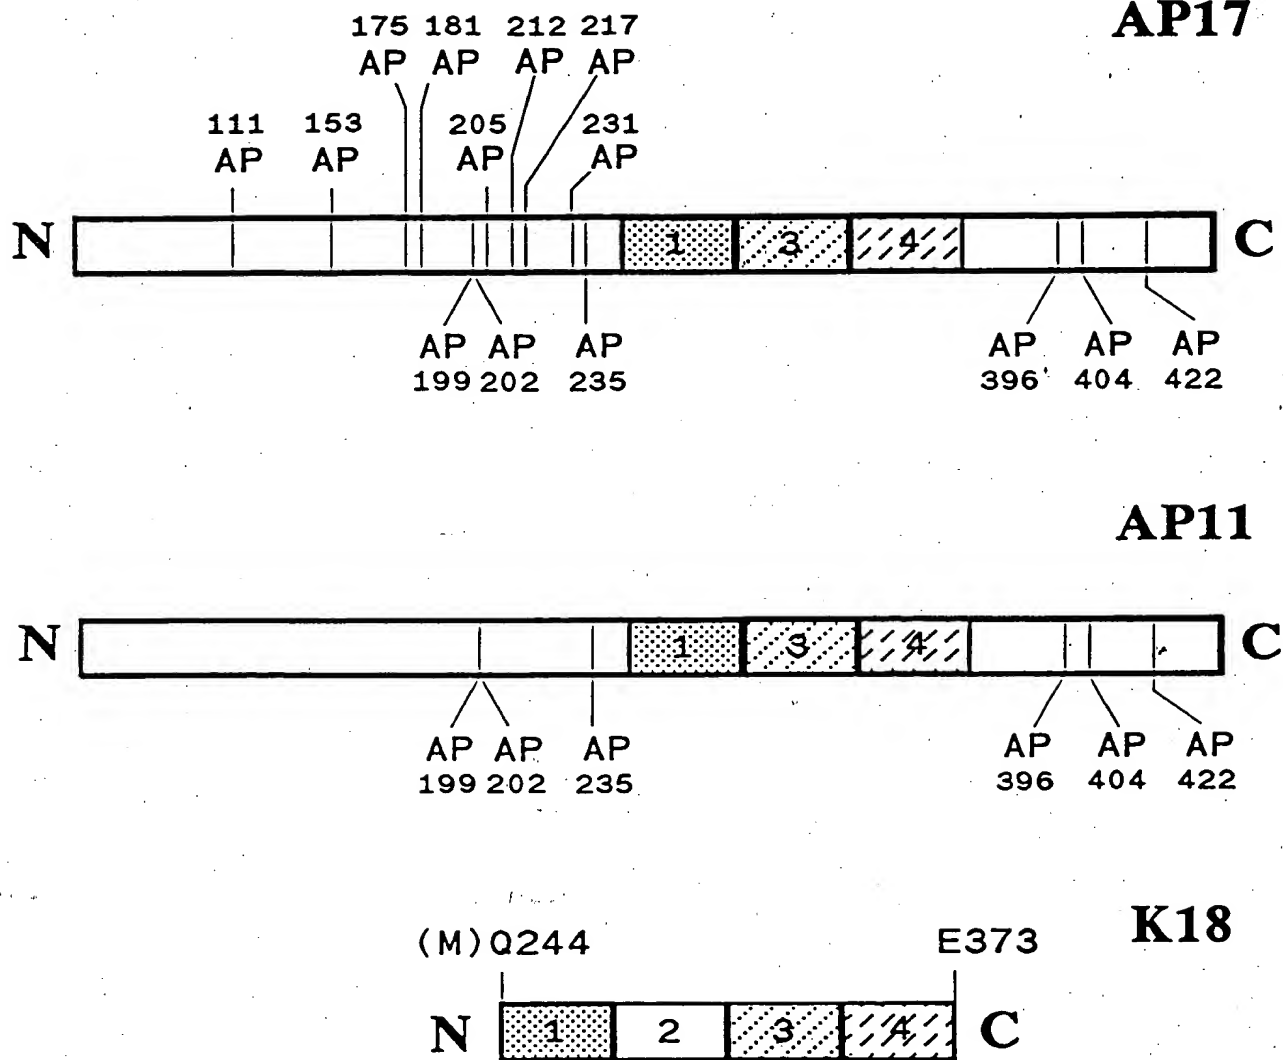 AP17
175 181 212 217
AP AP AP AP
111 153 205 231
AP AP AP AP
N 1 3 4 C
AP AP AP AP AP AP
199 202 235 396 404 422
AP11
N 1 3 4 C
AP AP AP AP AP AP
199 202 235 396 404 422
K18
(M)Q244 E373
N 1 2 3 4 C